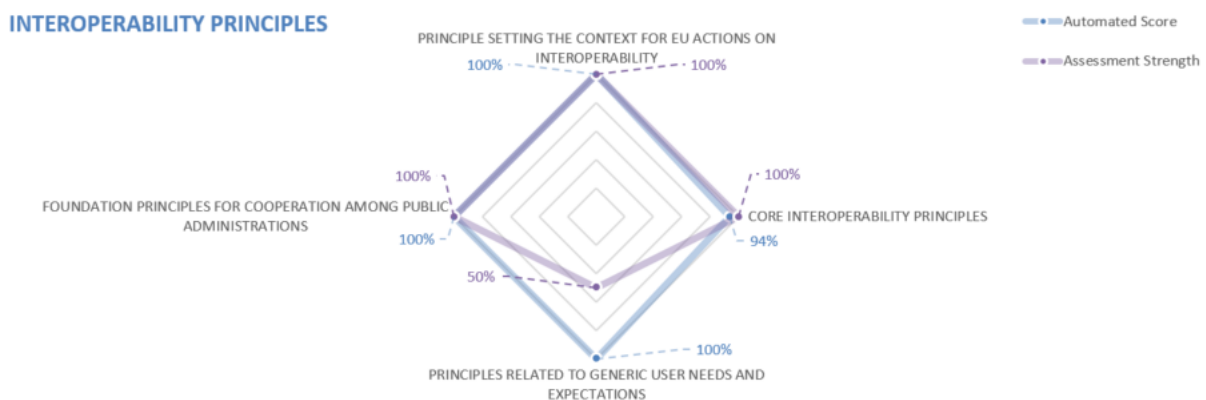 INTEROPERABILITY PRINCIPLES
Automated Score
Assessment Strength
PRINCIPLE SETTING THE CONTEXT FOR EU ACTIONS ON
INTEROPERABILITY
100%
100%
100%
100%
FOUNDATION PRINCIPLES FOR COOPERATION AMONG PUBLIC
ADMINISTRATIONS
CORE INTEROPERABILITY PRINCIPLES
100%
94%
50%
100%
PRINCIPLES RELATED TO GENERIC USER NEEDS AND
EXPECTATIONS